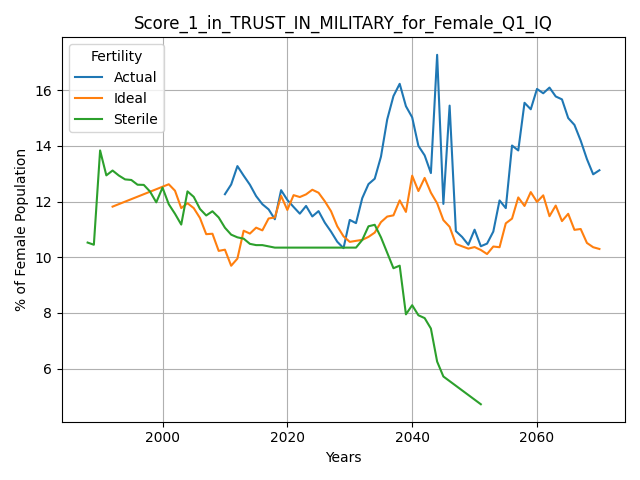 Score_1_in_TRUST_IN_MILITARY_for_Female_Q1_IQ
Fertility
Actual
Ideal
Sterile
% of Female Population
16
14
12
10
8
6
2000
2020
2040
2060
Years